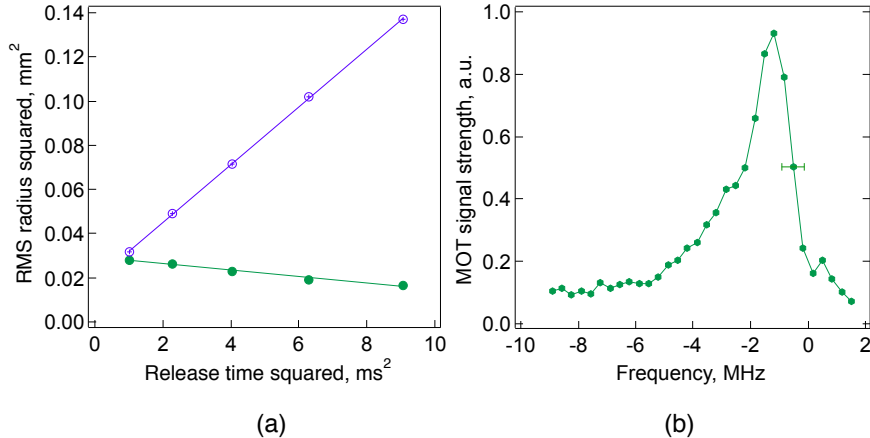 0.14
0.12
0.10
0.08
0.06
0.04
0.02
0.00
RMS radius squared, mm²
0 2 4 6 8 10
Release time squared, ms²
(a)
1.0
0.8
0.6
0.4
0.2
0.0
MOT signal strength, a.u.
-10 -8 -6 -4 -2 0 2
Frequency, MHz
(b)